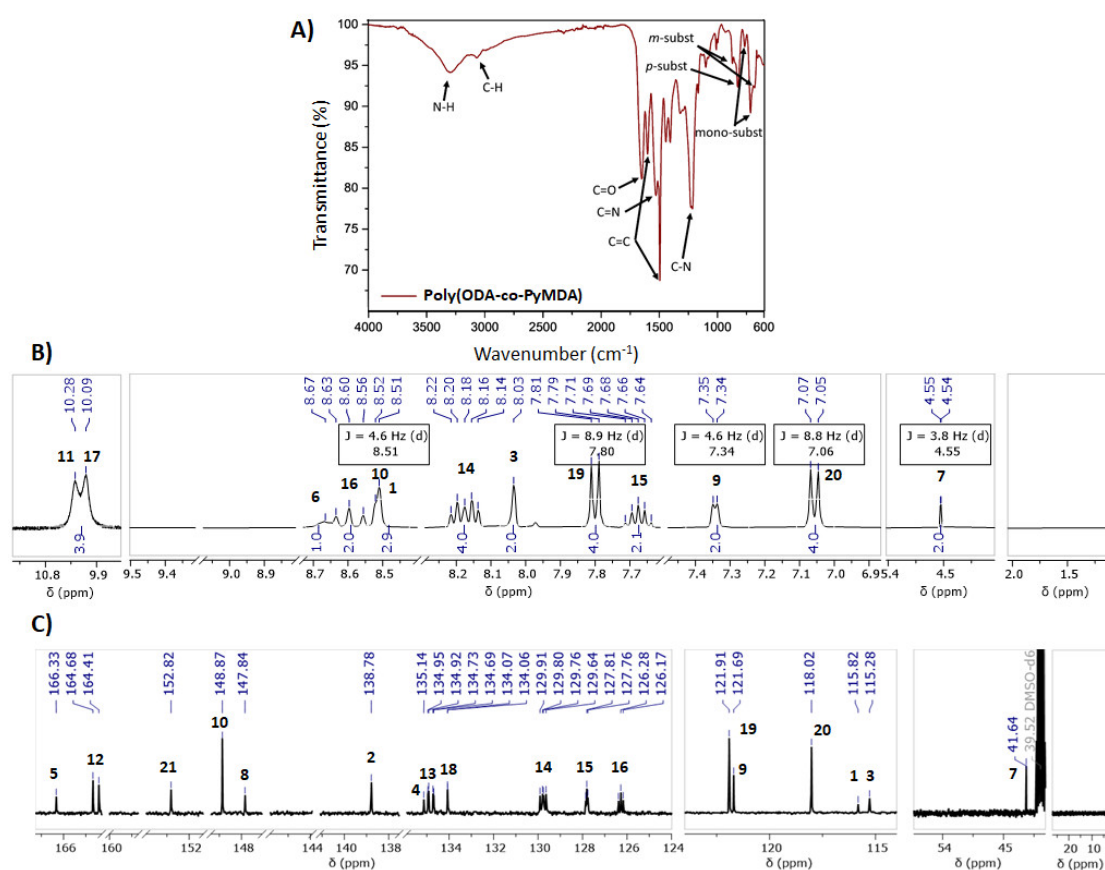 A)
100
95
90
85
80
75
70
Transmittance (%)
N-H
C-H
C=O
C=N
C=C
C-N
m-subst
p-subst
mono-subst
Poly(ODA-co-PyMDA)
4000 3500 3000 2500 2000 1500 1000 600
Wavenumber (cm-1)
B)
10.28 10.09 8.67 8.63 8.60 8.56 8.52 8.51 8.22 8.20 8.18 8.16 8.14 8.03 7.81 7.79 7.71 7.69 7.68 7.66 7.64 7.35 7.34 7.07 7.05 4.55 4.54
J = 4.6 Hz (d) J = 8.9 Hz (d) J = 4.6 Hz (d) J = 8.8 Hz (d) J = 3.8 Hz (d)
8.51 7.80 7.34 7.06 4.55
11 17 6 16 10 1 14 3 19 15 9 20 7
3.9 1.0 2.0 2.9 4.0 2.0 4.0 2.1 2.0 4.0 2.0
10.8 9.9 9.5 9.4 9.0 8.9 8.7 8.6 8.5 8.2 8.1 8.0 7.9 7.8 7.7 7.4 7.3 7.2 7.1 7.0 6.95 5.4 4.5 2.0 1.5
δ (ppm) δ (ppm) δ (ppm) δ (ppm) δ (ppm) δ (ppm) δ (ppm) δ (ppm)
C)
166.33 164.68 164.41 152.82 148.87 147.84 138.78 135.14 134.95 134.92 134.73 134.69 134.07 134.06 129.91 129.80 129.76 129.64 127.81 127.76 126.28 126.17 121.91 121.69 118.02 115.82 115.28 41.64 39.52 DMSO-d6
5 12 21 10 8 2 4 13 18 14 15 16 19 9 20 1 3 7
166 160 152 148 144 140 138 136 134 132 130 128 126 124 120 115 54 45 20 10
δ (ppm) δ (ppm) δ (ppm) δ (ppm) δ (ppm) δ (ppm)